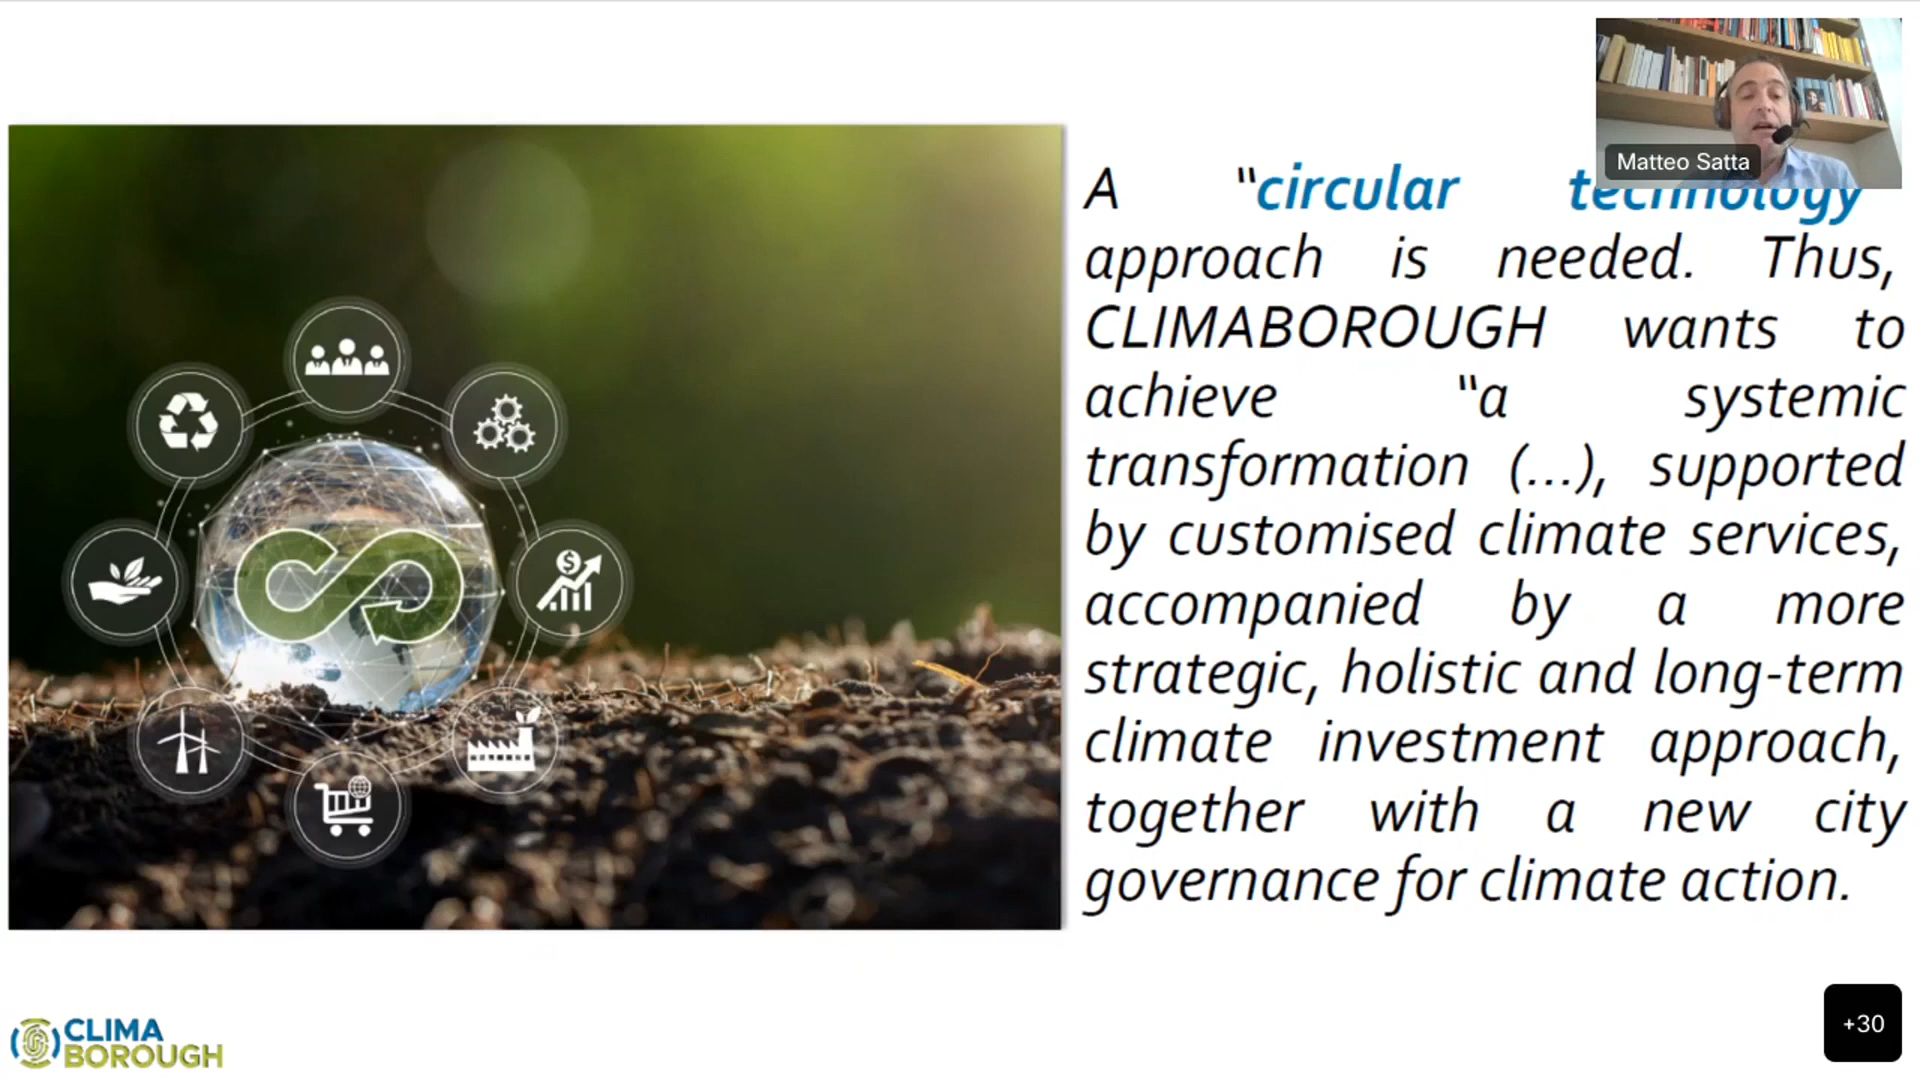 Matteo Satta
A “circular technology
approach is needed. Thus,
CLIMABOROUGH wants to
achieve “a systemic
transformation (...), supported
by customised climate services,
accompanied by a more
strategic, holistic and long-term
climate investment approach,
together with a new city
governance for climate action.
CLIMA
BOROUGH
+30